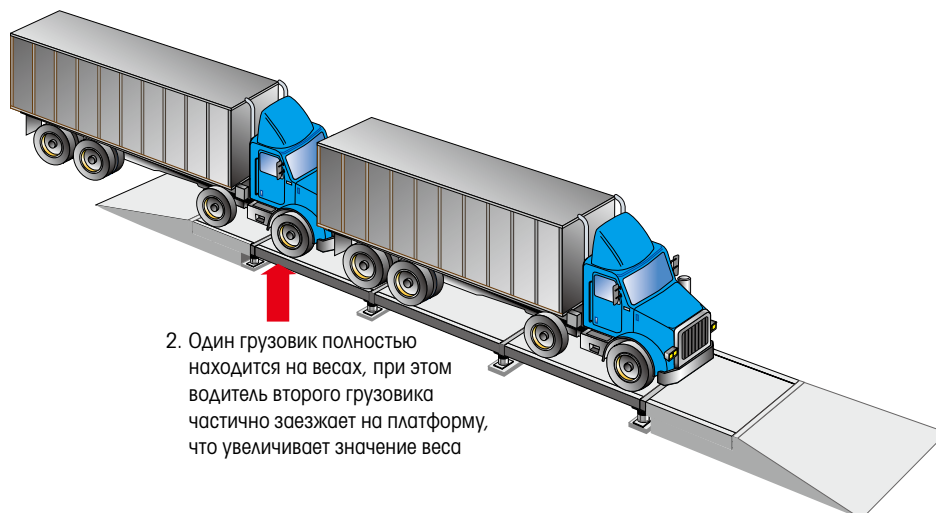 2. Один грузовик полностью
находится на весах, при этом
водитель второго грузовика
частично заезжает на платформу,
что увеличивает значение веса